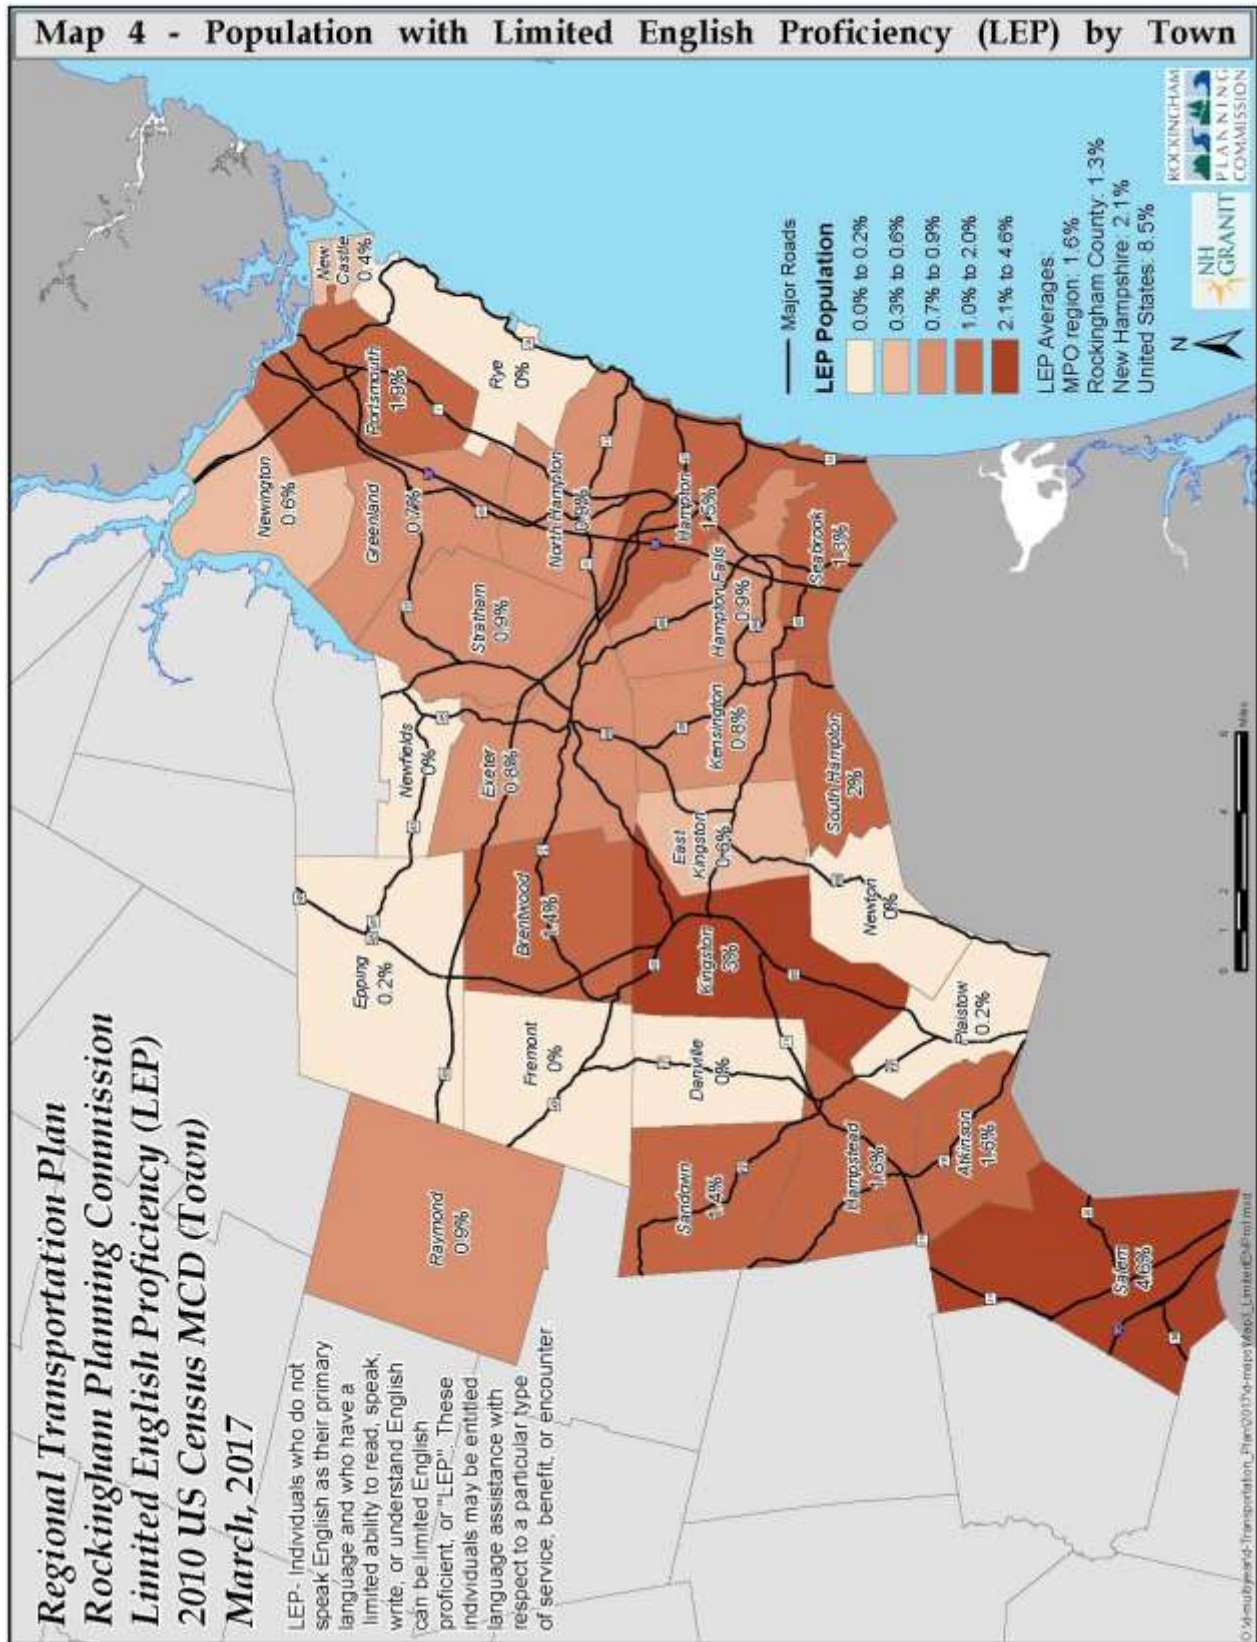 Map 4 - Population with Limited English Proficiency (LEP) by Town
Regional Transportation Plan
Rockingham Planning Commission
Limited English Proficiency (LEP)
2010 US Census MCD (Town)
March, 2017
LEP- Individuals who do not
speak English as their primary
language and who have a
limited ability to read, speak,
write, or understand English
can be limited English
proficient, or "LEP". These
individuals may be entitled
language assistance with
respect to a particular type
of service, benefit, or encounter.
Raymond
0.9%
Epping
0.2%
Fremont
0%
Brentwood
1.4%
Newfields
0%
Exeter
0.8%
Stratham
0.9%
Newington
0.6%
Greenland
0.7%
Portsmouth
1.9%
New
Castle
0.4%
Rye
0%
North Hampton
0.9%
Hampton
1.5%
Hampton Falls
0.9%
Seabrook
1.3%
Kensington
0.8%
South Hampton
2%
East
Kingston
0.6%
Kingston
3%
Newton
0%
Danville
0%
Plaistow
0.2%
Sandown
1.4%
Hampstead
1.6%
Atkinson
1.6%
Salem
4.6%
Major Roads
LEP Population
0.0% to 0.2%
0.3% to 0.6%
0.7% to 0.9%
1.0% to 2.0%
2.1% to 4.6%
LEP Averages:
MPO region: 1.6%
Rockingham County: 1.3%
New Hampshire: 2.1%
United States: 8.5%
N
NH
GRANIT
ROCKINGHAM
PLANNING
COMMISSION
0 1 2 4 6
Miles